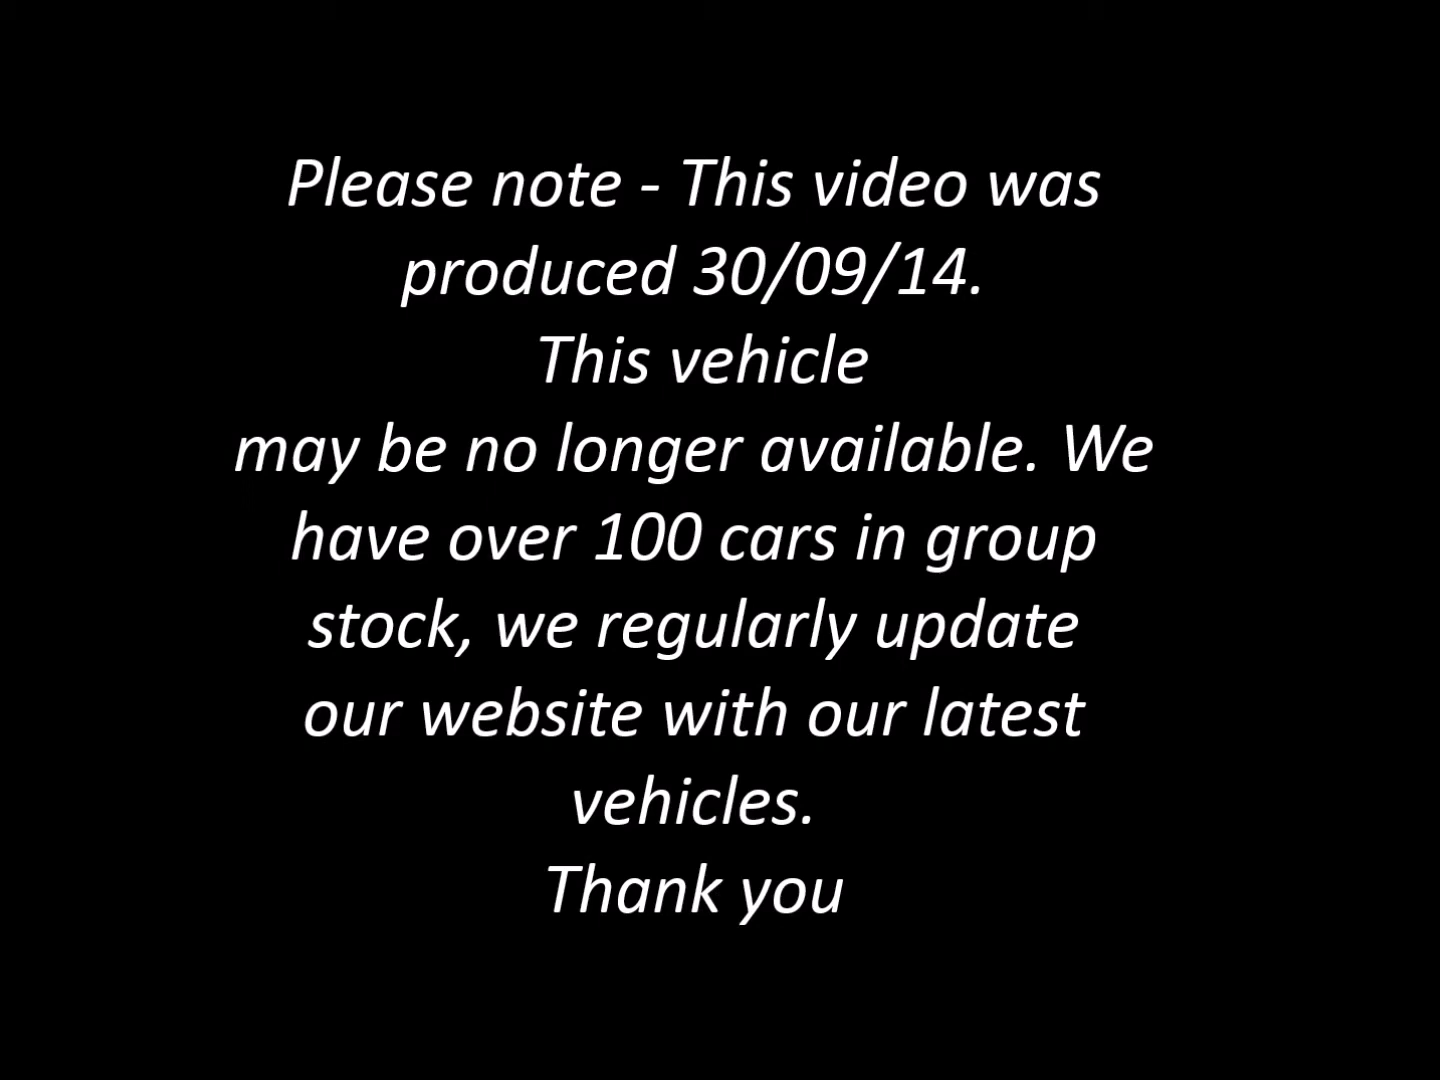 Please note - This video was
produced 30/09/14.
This vehicle
may be no longer available. We
have over 100 cars in group
stock, we regularly update
our website with our latest
vehicles.
Thank you